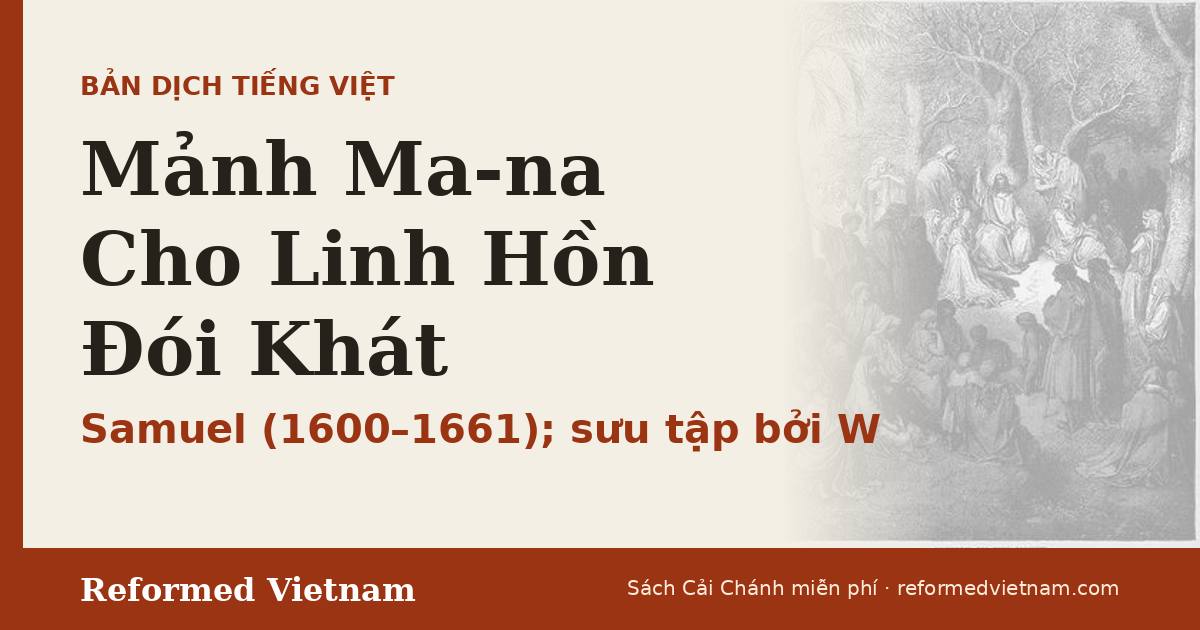 BẢN DỊCH TIẾNG VIỆT
Mảnh Ma-na
Cho Linh Hồn
Đói Khát
Samuel (1600–1661); sưu tập bởi W
Reformed Vietnam
Sách Cải Chánh miễn phí · reformedvietnam.com